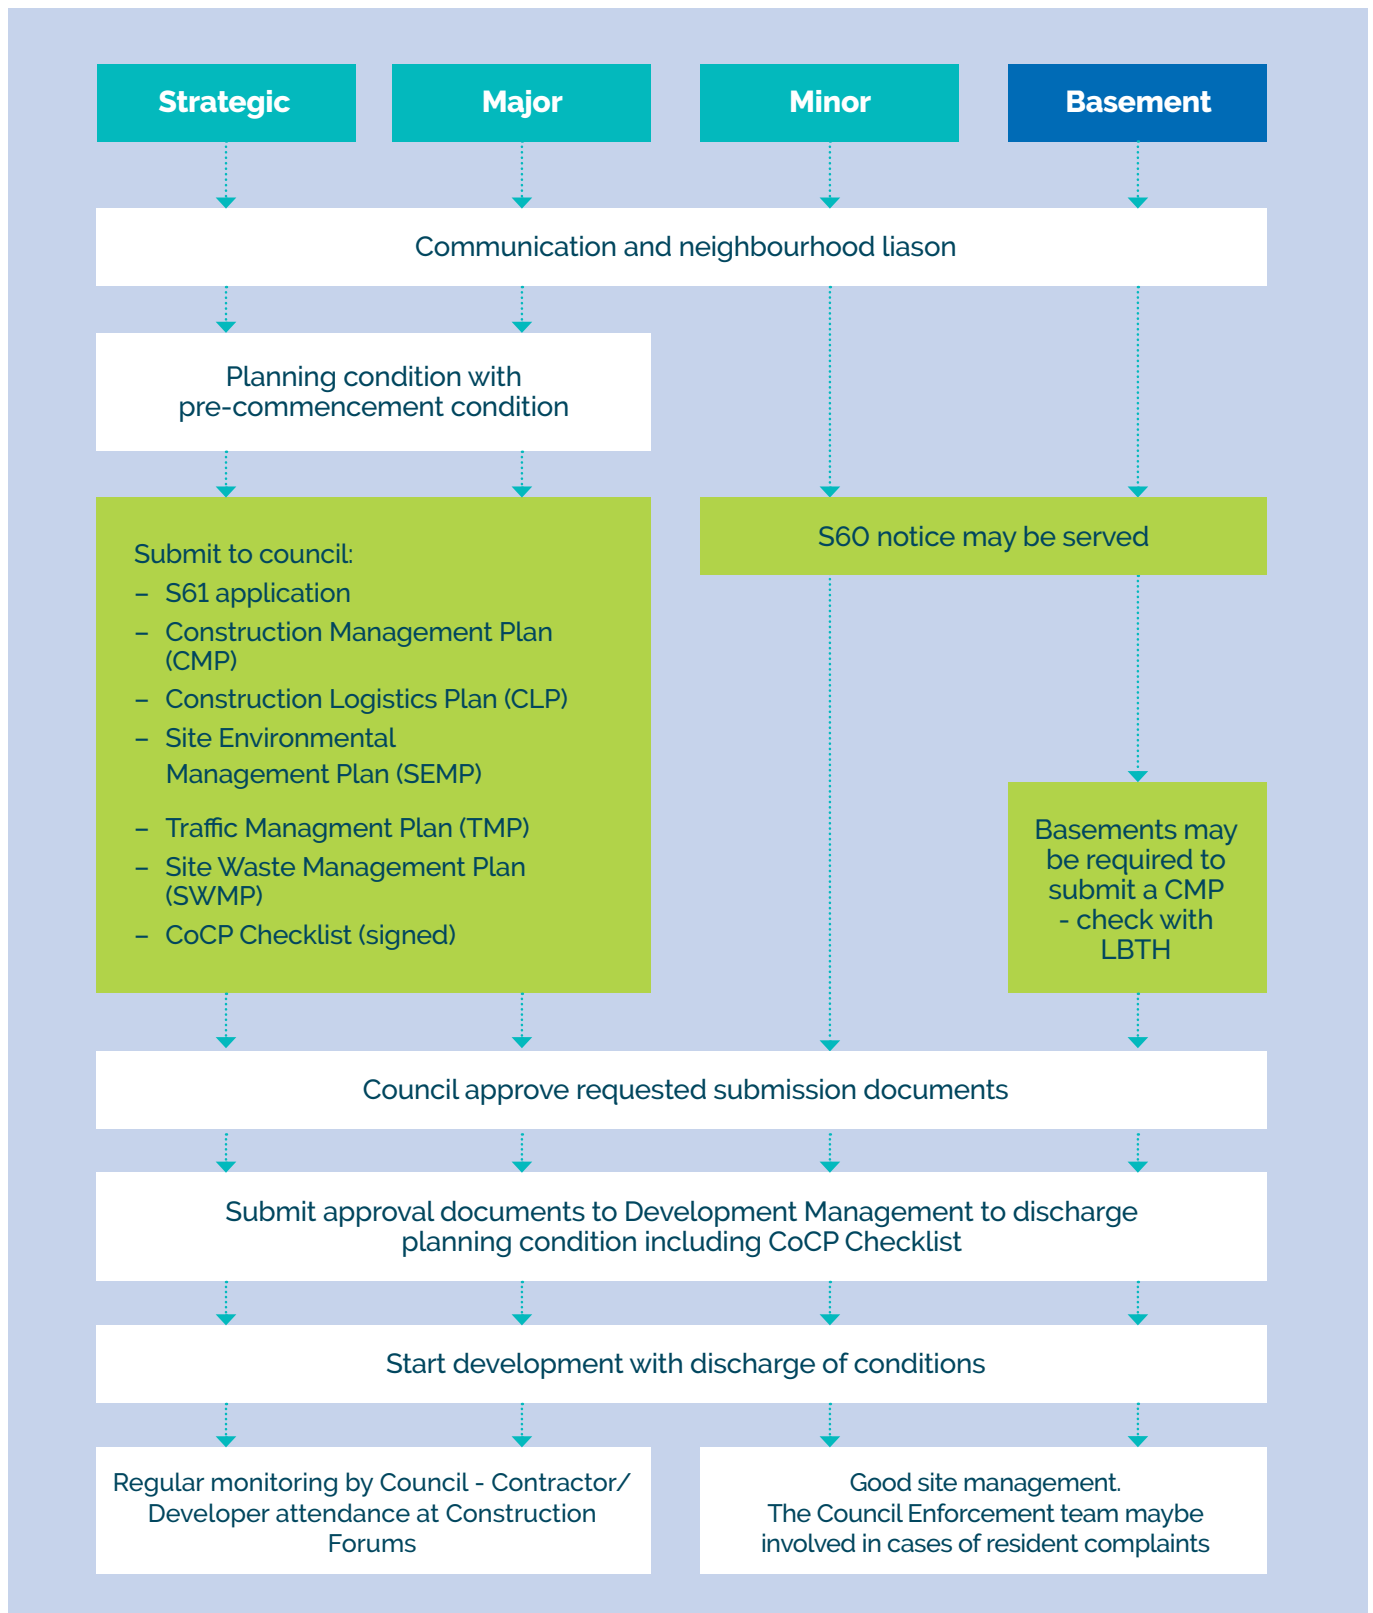 Strategic
Major
Minor
Basement
Communication and neighbourhood liason
Planning condition with
pre-commencement condition
Submit to council:
– S61 application
– Construction Management Plan
(CMP)
– Construction Logistics Plan (CLP)
– Site Environmental
Management Plan (SEMP)
– Traffic Managment Plan (TMP)
– Site Waste Management Plan
(SWMP)
– CoCP Checklist (signed)
S60 notice may be served
Basements may
be required to
submit a CMP
- check with
LBTH
Council approve requested submission documents
Submit approval documents to Development Management to discharge
planning condition including CoCP Checklist
Start development with discharge of conditions
Regular monitoring by Council - Contractor/
Developer attendance at Construction
Forums
Good site management.
The Council Enforcement team maybe
involved in cases of resident complaints